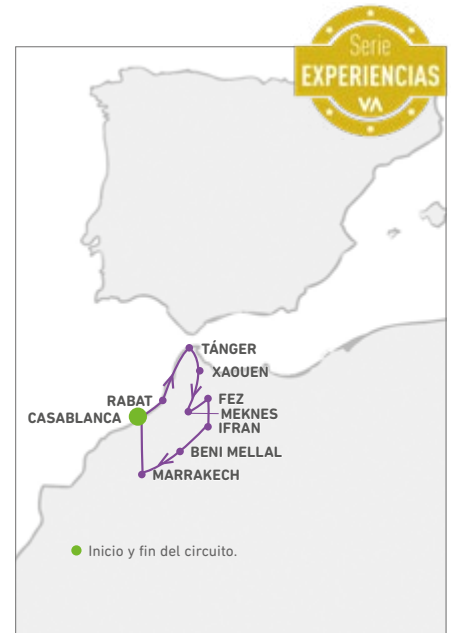 Serie
EXPERIENCIAS
VA
TÁNGER
XAOUEN
RABAT
FEZ
CASABLANCA
MEKNES
IFRAN
BENI MELLAL
MARRAKECH
Inicio y fin del circuito.